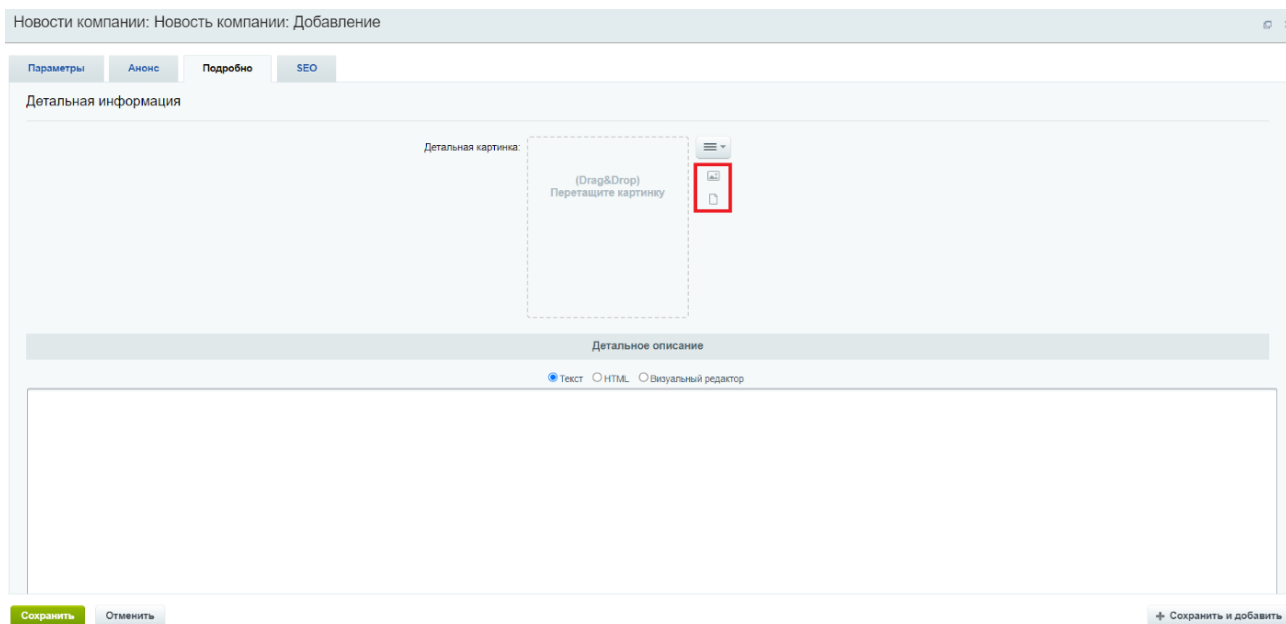 Новости компании: Новость компании: Добавление
Параметры Анонс Подробно SEO
Детальная информация
Детальная картинка:
(Drag&Drop)
Перетащите картинку
Детальное описание
Текст HTML Визуальный редактор
Сохранить Отменить + Сохранить и добавить